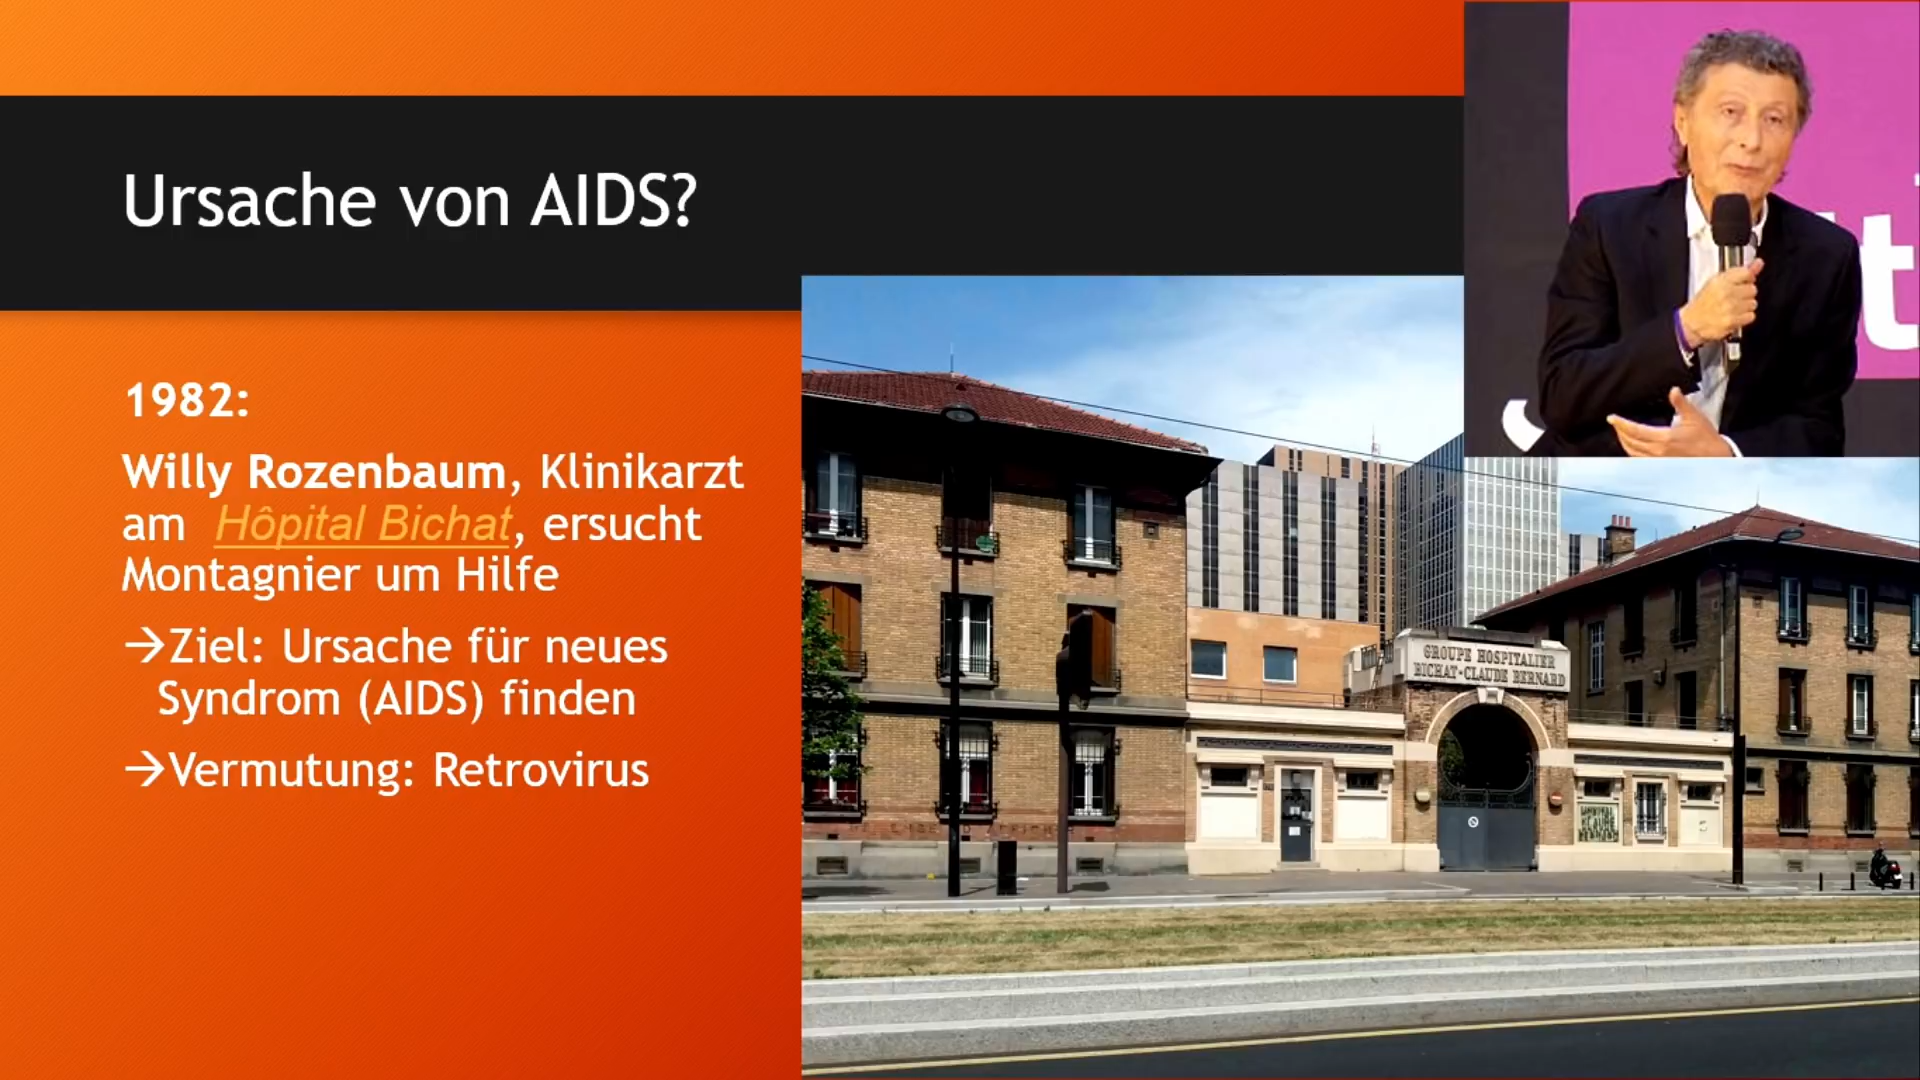 Ursache von AIDS?
1982:
Willy Rozenbaum, Klinikarzt
am Hôpital Bichat, ersucht
Montagnier um Hilfe
→Ziel: Ursache für neues
Syndrom (AIDS) finden
→Vermutung: Retrovirus
GROUPE HOSPITALIER
BICHAT-CLAUDE BERNARD
t